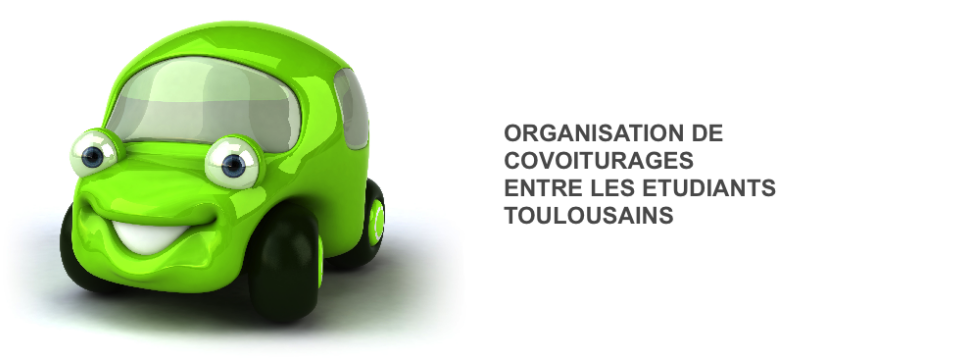 ORGANISATION DE
COVOITURAGES
ENTRE LES ETUDIANTS
TOULOUSAINS